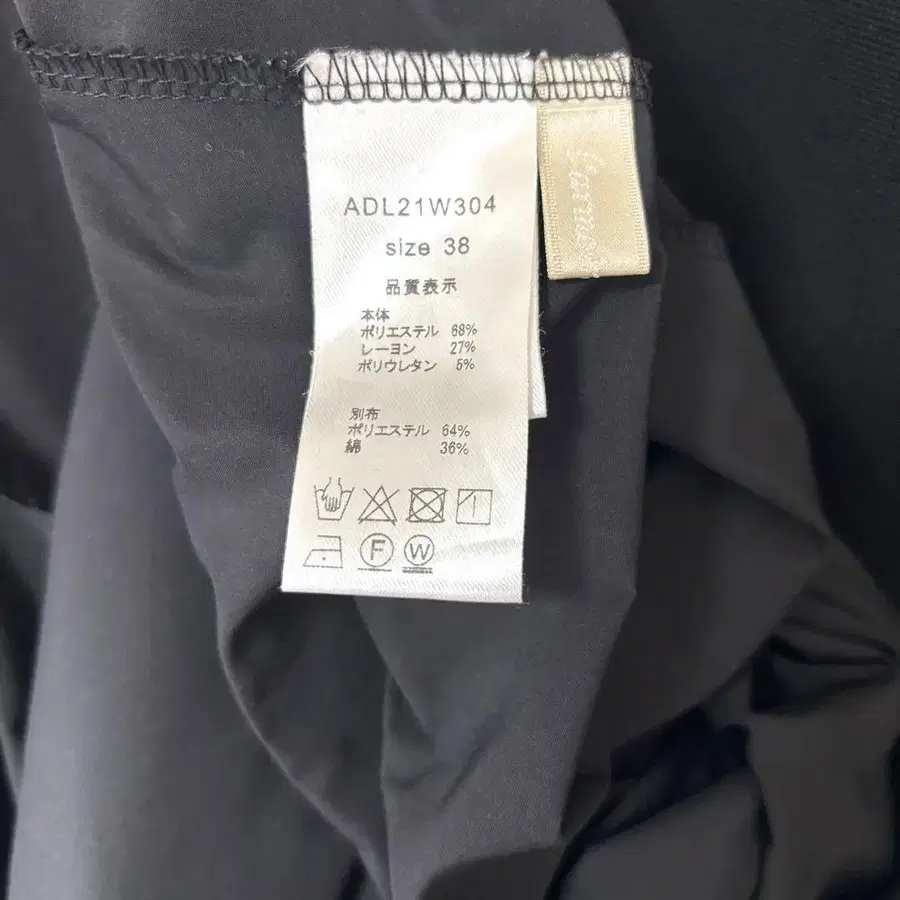 ADL21W304
size 38
品質表示
本体
ポリエステル 68%
レーヨン 27%
ポリウレタン 5%
別布
ポリエステル 64%
綿 36%
F W